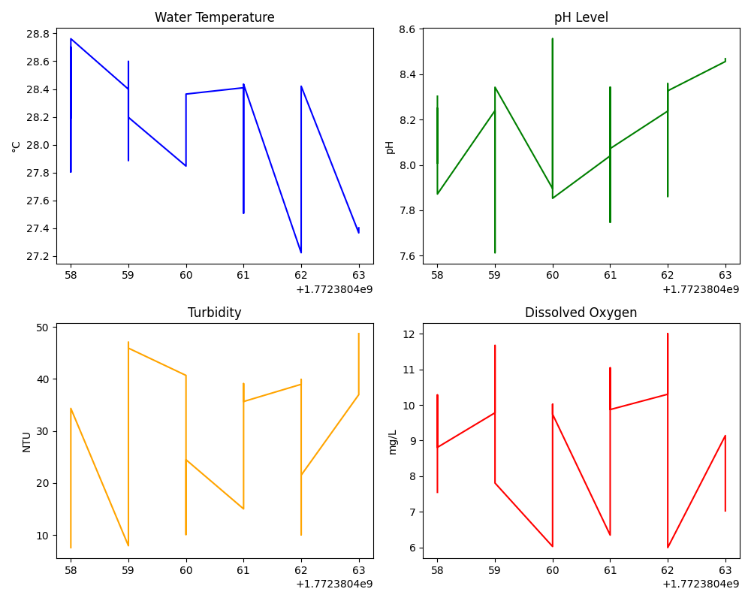 Water Temperature
28.8
28.6
28.4
28.2
28.0
27.8
27.6
27.4
27.2
°C
58 59 60 61 62 63
+1.7723804e9
pH Level
8.6
8.4
8.2
8.0
7.8
7.6
pH
58 59 60 61 62 63
+1.7723804e9
Turbidity
50
40
30
20
10
NTU
58 59 60 61 62 63
+1.7723804e9
Dissolved Oxygen
12
11
10
9
8
7
6
mg/L
58 59 60 61 62 63
+1.7723804e9